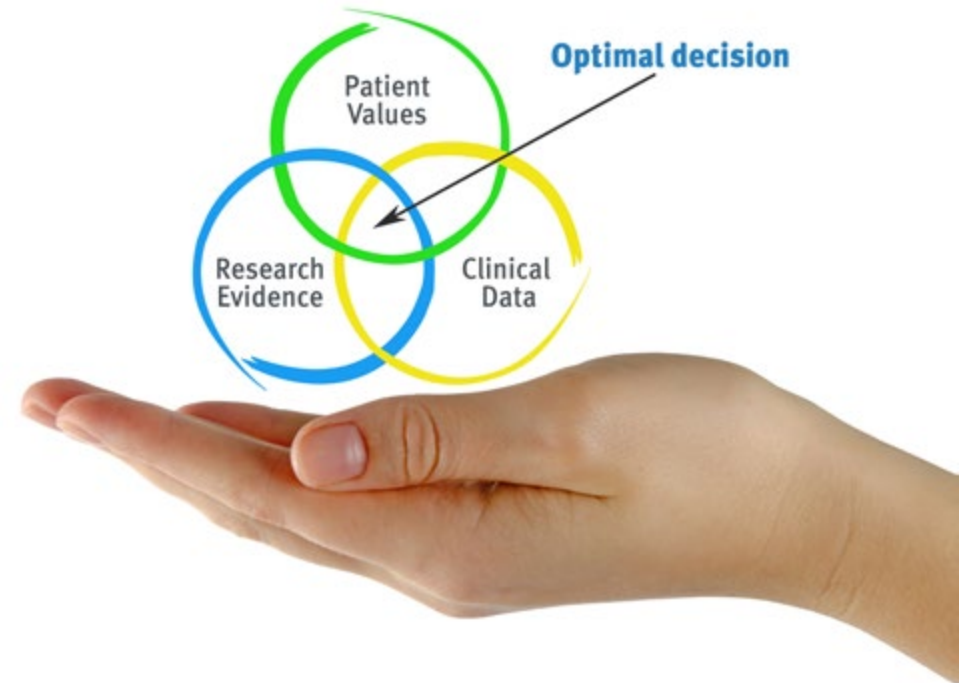 Optimal decision
Patient
Values
Research
Evidence
Clinical
Data